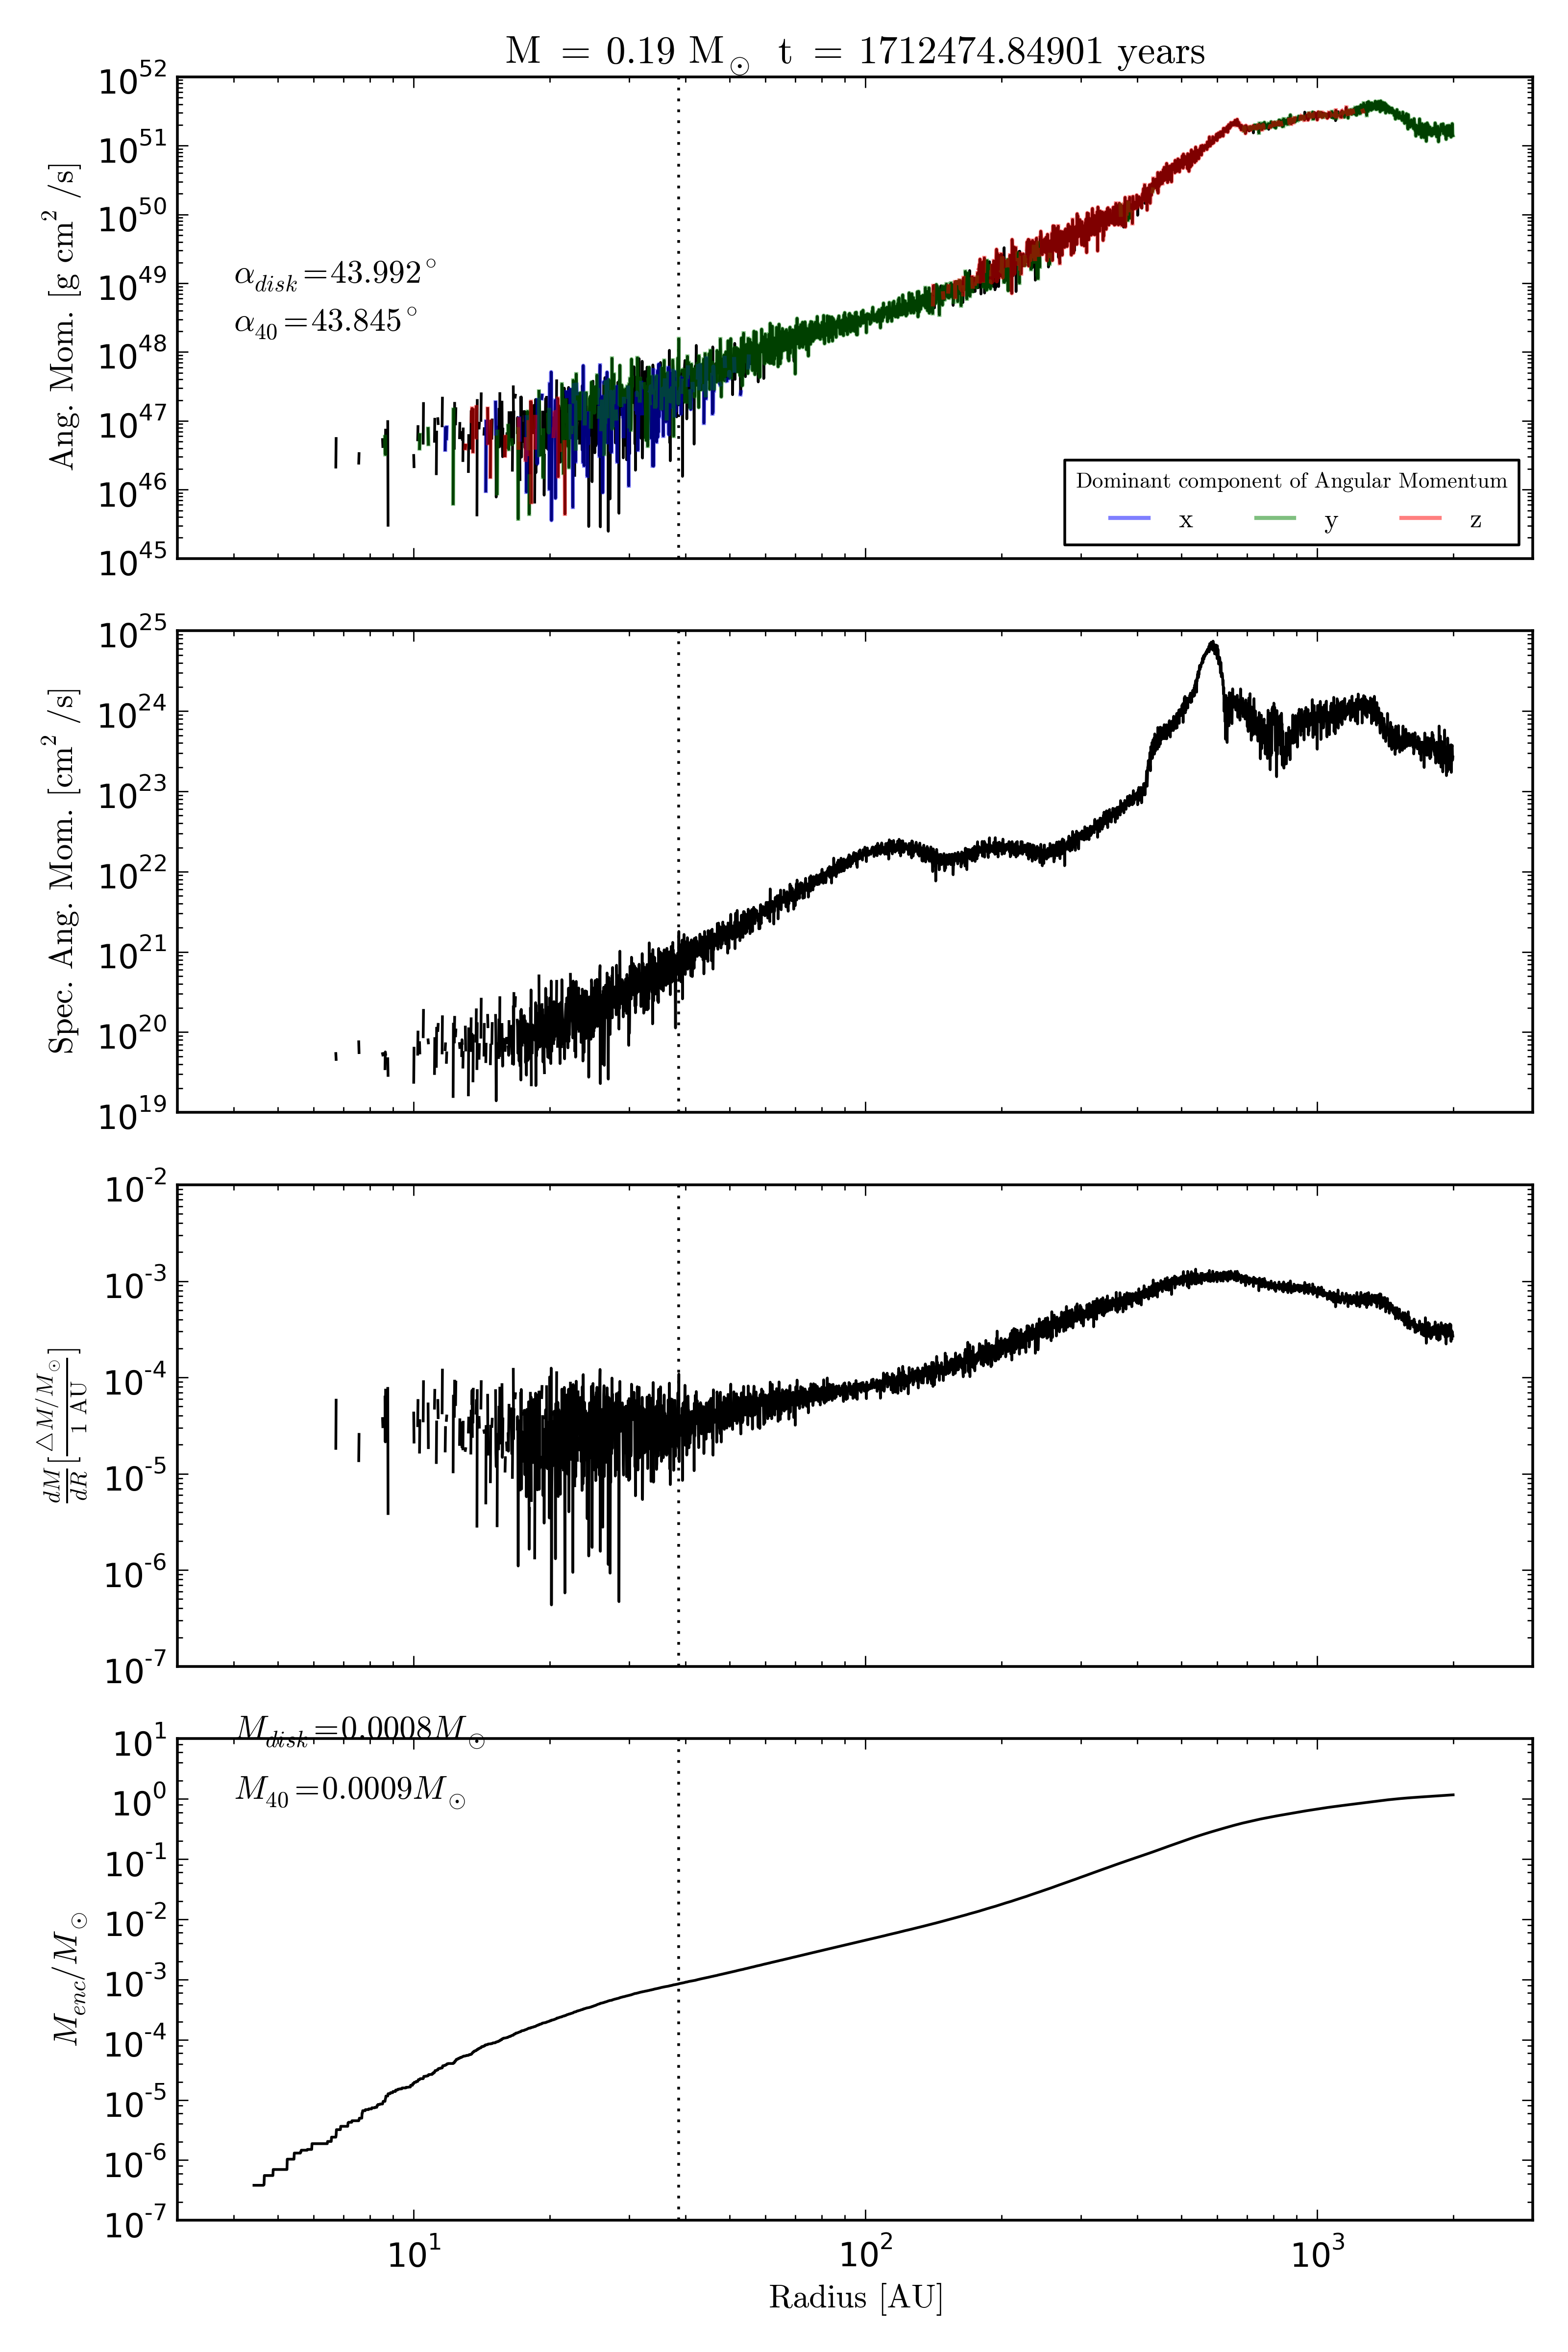 M = 0.19 M⊙ t = 1712474.84901 years
10^52
10^51
10^50
10^49
10^48
10^47
10^46
10^45
Ang. Mom. [g cm^2 /s]
α_disk=43.992°
α_40=43.845°
Dominant component of Angular Momentum
x y z
10^25
10^24
10^23
10^22
10^21
10^20
10^19
Spec. Ang. Mom. [cm^2 /s]
10^-2
10^-3
10^-4
10^-5
10^-6
10^-7
dM/dR [△M/M⊙ / 1 AU]
M_disk=0.0008M⊙
M_40=0.0009M⊙
10^1
10^0
10^-1
10^-2
10^-3
10^-4
10^-5
10^-6
10^-7
M_enc/M⊙
10^1 10^2 10^3
Radius [AU]